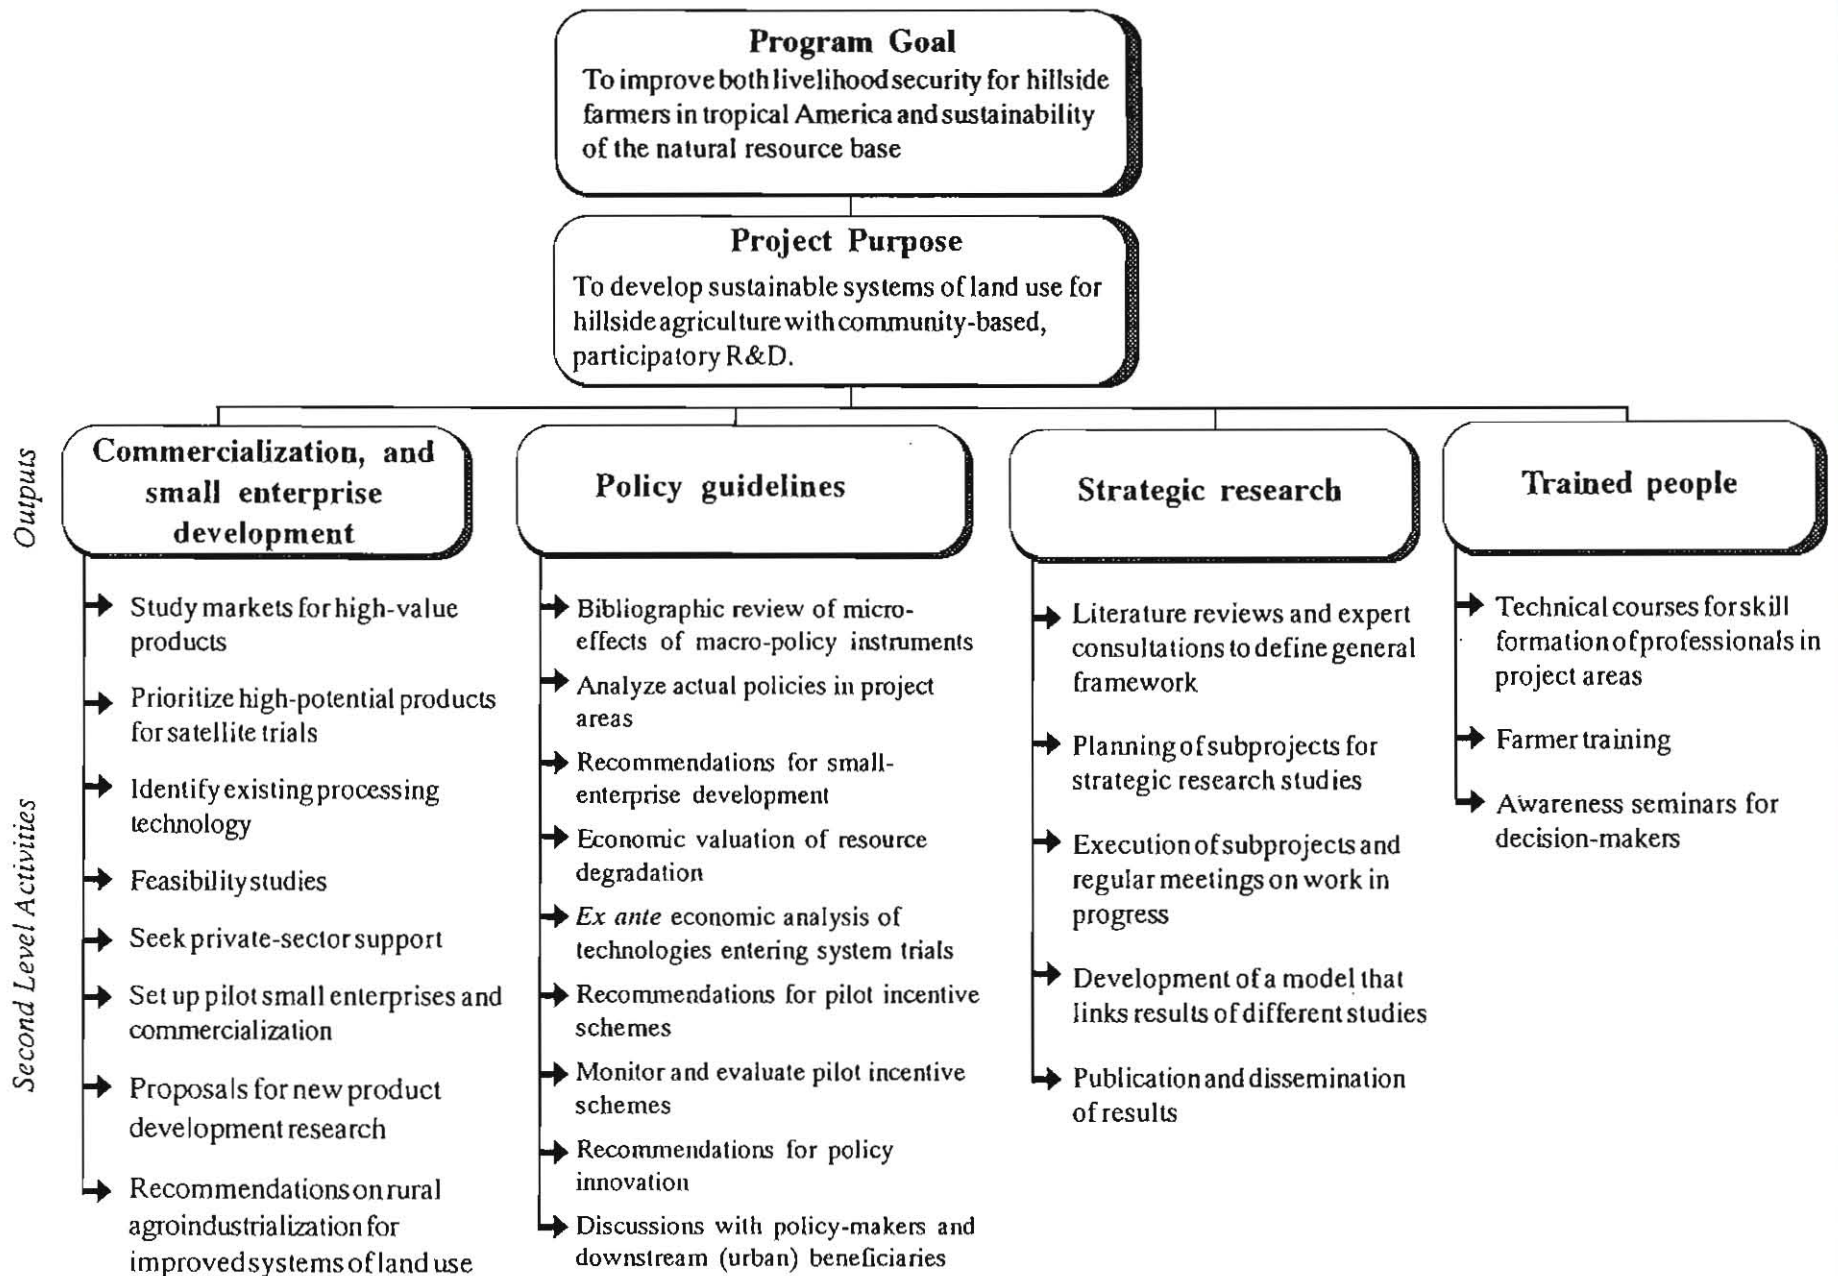 Program Goal
To improve both livelihood security for hillside
farmers in tropical America and sustainability
of the natural resource base
Project Purpose
To develop sustainable systems of land use for
hillside agriculture with community-based,
participatory R&D.
Outputs
Commercialization, and
small enterprise
development
Policy guidelines
Strategic research
Trained people
Second Level Activities
Study markets for high-value
products
Prioritize high-potential products
for satellite trials
Identify existing processing
technology
Feasibility studies
Seek private-sector support
Set up pilot small enterprises and
commercialization
Proposals for new product
development research
Recommendations on rural
agroindustrialization for
improved systems of land use
Bibliographic review of micro-
effects of macro-policy instruments
Analyze actual policies in project
areas
Recommendations for small-
enterprise development
Economic valuation of resource
degradation
Ex ante economic analysis of
technologies entering system trials
Recommendations for pilot incentive
schemes
Monitor and evaluate pilot incentive
schemes
Recommendations for policy
innovation
Discussions with policy-makers and
downstream (urban) beneficiaries
Literature reviews and expert
consultations to define general
framework
Planning of subprojects for
strategic research studies
Execution of subprojects and
regular meetings on work in
progress
Development of a model that
links results of different studies
Publication and dissemination
of results
Technical courses for skill
formation of professionals in
project areas
Farmer training
Awareness seminars for
decision-makers